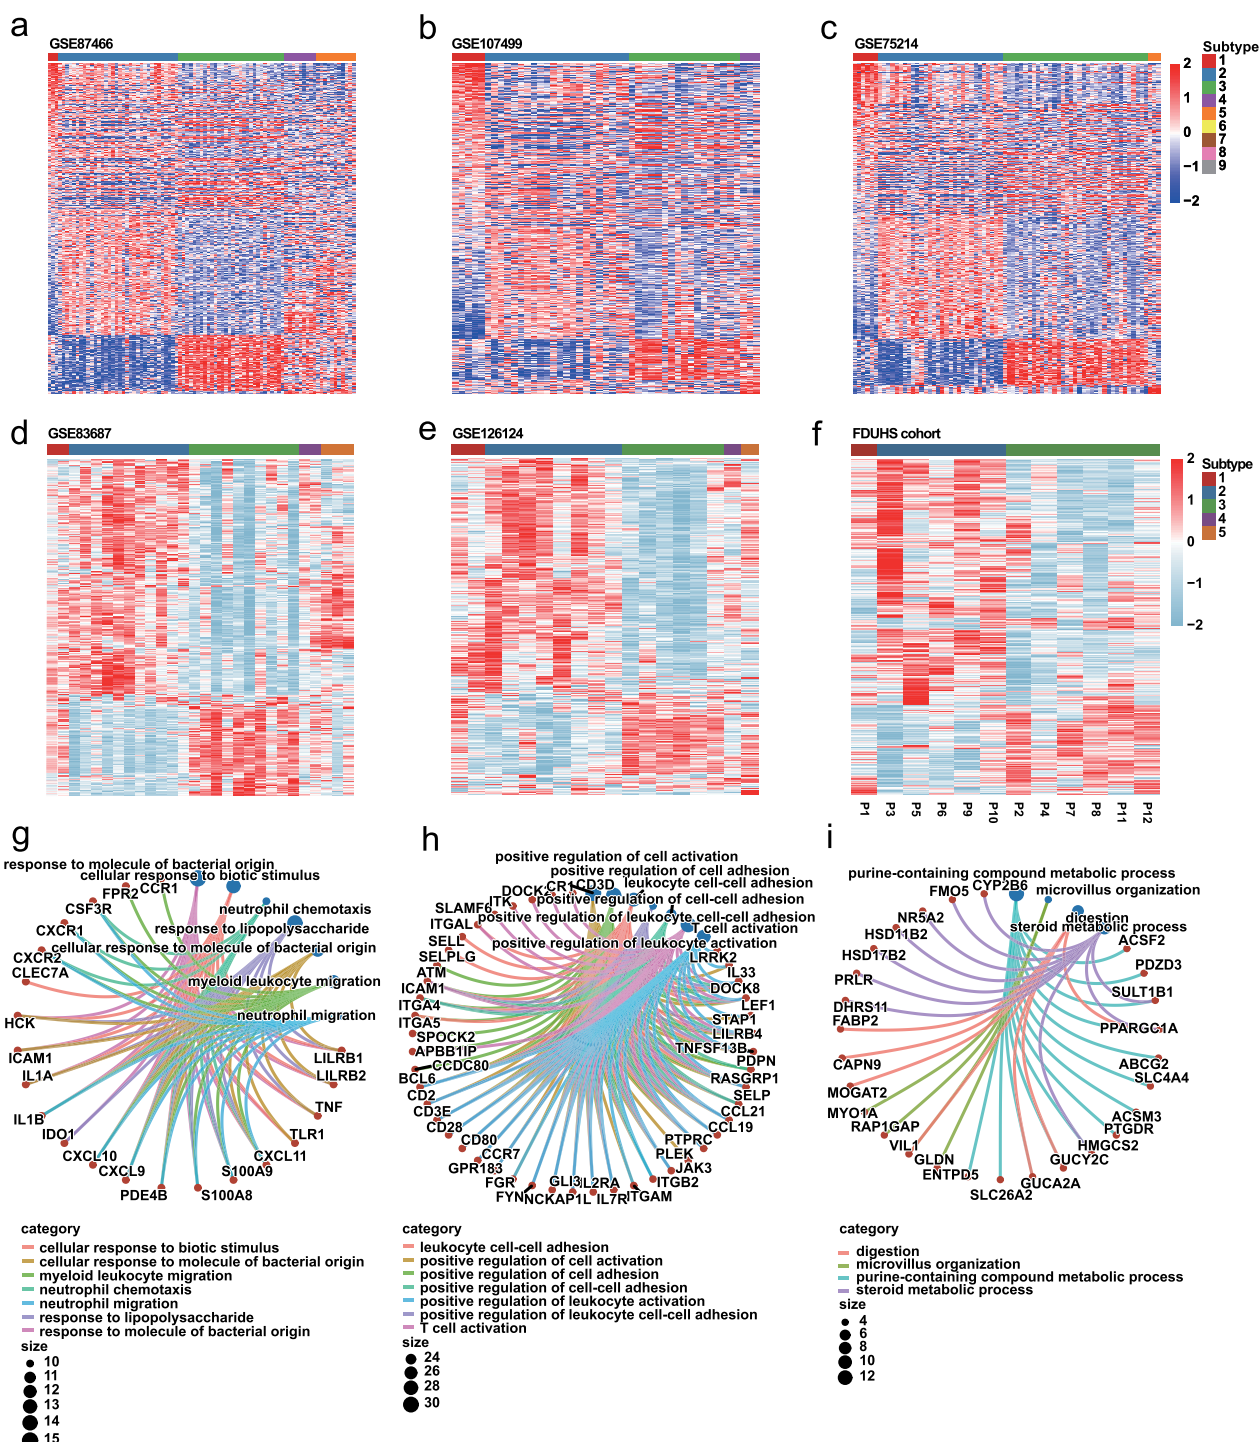 a
GSE87466
b
GSE107499
c
GSE75214
2
1
0
−1
−2
Subtype
1
2
3
4
5
6
7
8
9
d
GSE83687
e
GSE126124
f
FDUHS cohort
P1
P3
P5
P6
P9
P10
P2
P4
P7
P8
P11
P12
2
1
0
−1
−2
Subtype
1
2
3
4
5
g
response to molecule of bacterial origin
cellular response to biotic stimulus
neutrophil chemotaxis
response to lipopolysaccharide
cellular response to molecule of bacterial origin
myeloid leukocyte migration
neutrophil migration
CCR1
FPR2
CSF3R
CXCR1
CXCR2
CLEC7A
HCK
ICAM1
IL1A
IL1B
IDO1
CXCL10
CXCL9
PDE4B
S100A8
S100A9
CXCL11
TLR1
TNF
LILRB2
LILRB1
category
cellular response to biotic stimulus
cellular response to molecule of bacterial origin
myeloid leukocyte migration
neutrophil chemotaxis
neutrophil migration
response to lipopolysaccharide
response to molecule of bacterial origin
size
10
11
12
13
14
15
h
positive regulation of cell activation
positive regulation of cell adhesion
leukocyte cell-cell adhesion
positive regulation of cell-cell adhesion
positive regulation of leukocyte cell-cell adhesion
T cell activation
positive regulation of leukocyte activation
CD3D
CR1
DOCK2
ITK
SLAMF6
ITGAL
SELL
SELPLG
ATM
ICAM1
ITGA4
ITGA5
SPOCK2
APBB1IP
CCDC80
BCL6
CD2
CD3E
CD28
CD80
CCR7
GPR183
FGR
FYN
NCKAP1L
GLI3
IL2RA
IL7R
ITGAM
ITGB2
JAK3
PLEK
PTPRC
CCL19
CCL21
SELP
RASGRP1
PDPN
TNFSF13B
LILRB4
STAP1
LEF1
DOCK8
IL33
LRRK2
category
leukocyte cell-cell adhesion
positive regulation of cell activation
positive regulation of cell adhesion
positive regulation of cell-cell adhesion
positive regulation of leukocyte activation
positive regulation of leukocyte cell-cell adhesion
T cell activation
size
24
26
28
30
i
purine-containing compound metabolic process
microvillus organization
digestion
steroid metabolic process
CYP2B6
FMO5
NR5A2
HSD11B2
HSD17B2
PRLR
DHRS11
FABP2
CAPN9
MOGAT2
MYO1A
RAP1GAP
VIL1
GLDN
ENTPD5
SLC26A2
GUCA2A
GUCY2C
HMGCS2
PTGDR
ACSM3
SLC4A4
ABCG2
PPARGC1A
SULT1B1
PDZD3
ACSF2
category
digestion
microvillus organization
purine-containing compound metabolic process
steroid metabolic process
size
4
6
8
10
12